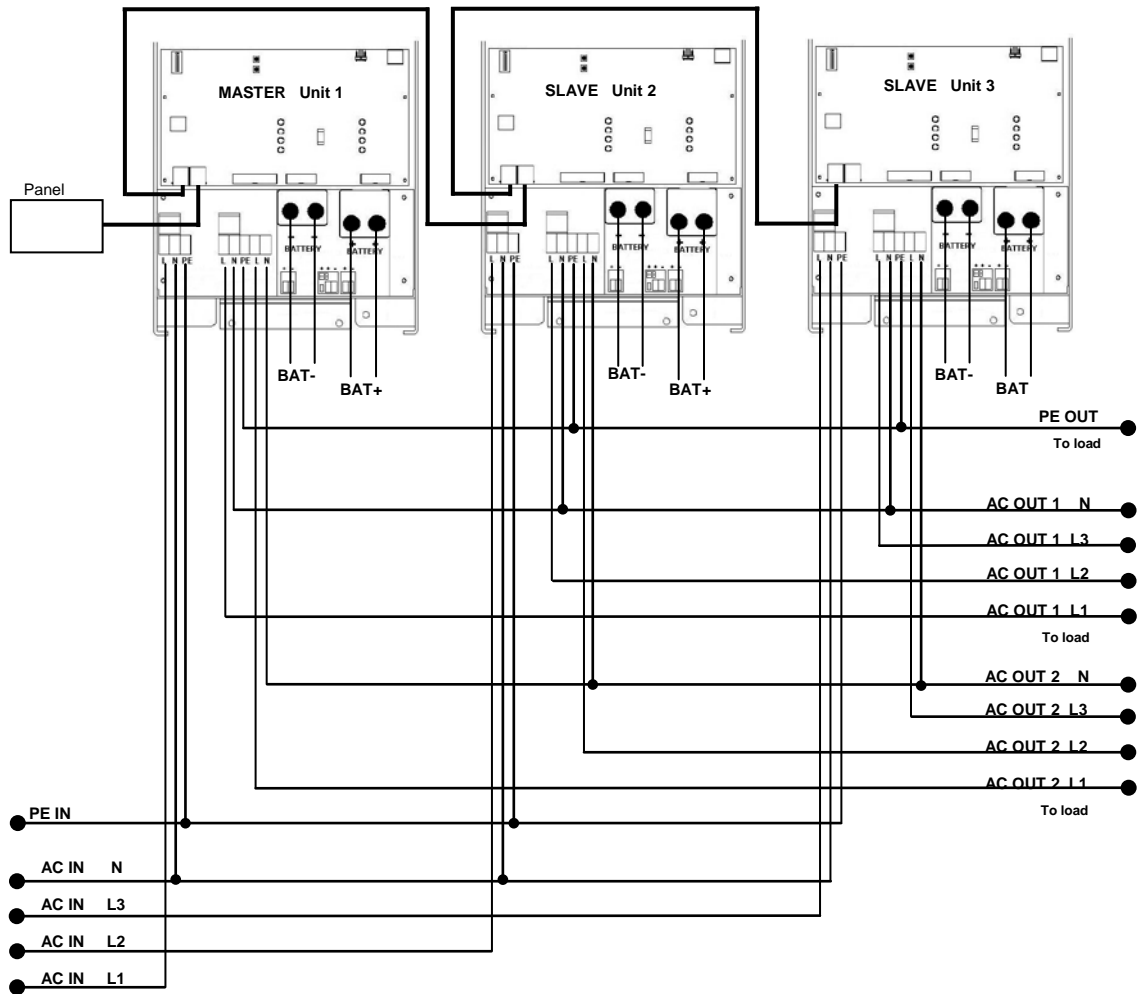 MASTER Unit 1
SLAVE Unit 2
SLAVE Unit 3
Panel
BATTERY
BATTERY
BATTERY
BATTERY
BATTERY
BATTERY
L N PE
L N PE L N
L N PE
L N PE L N
L N PE
L N PE L N
BAT-
BAT+
BAT-
BAT+
BAT-
BAT
PE OUT
To load
AC OUT 1 N
AC OUT 1 L3
AC OUT 1 L2
AC OUT 1 L1
To load
AC OUT 2 N
AC OUT 2 L3
AC OUT 2 L2
AC OUT 2 L1
To load
PE IN
AC IN N
AC IN L3
AC IN L2
AC IN L1